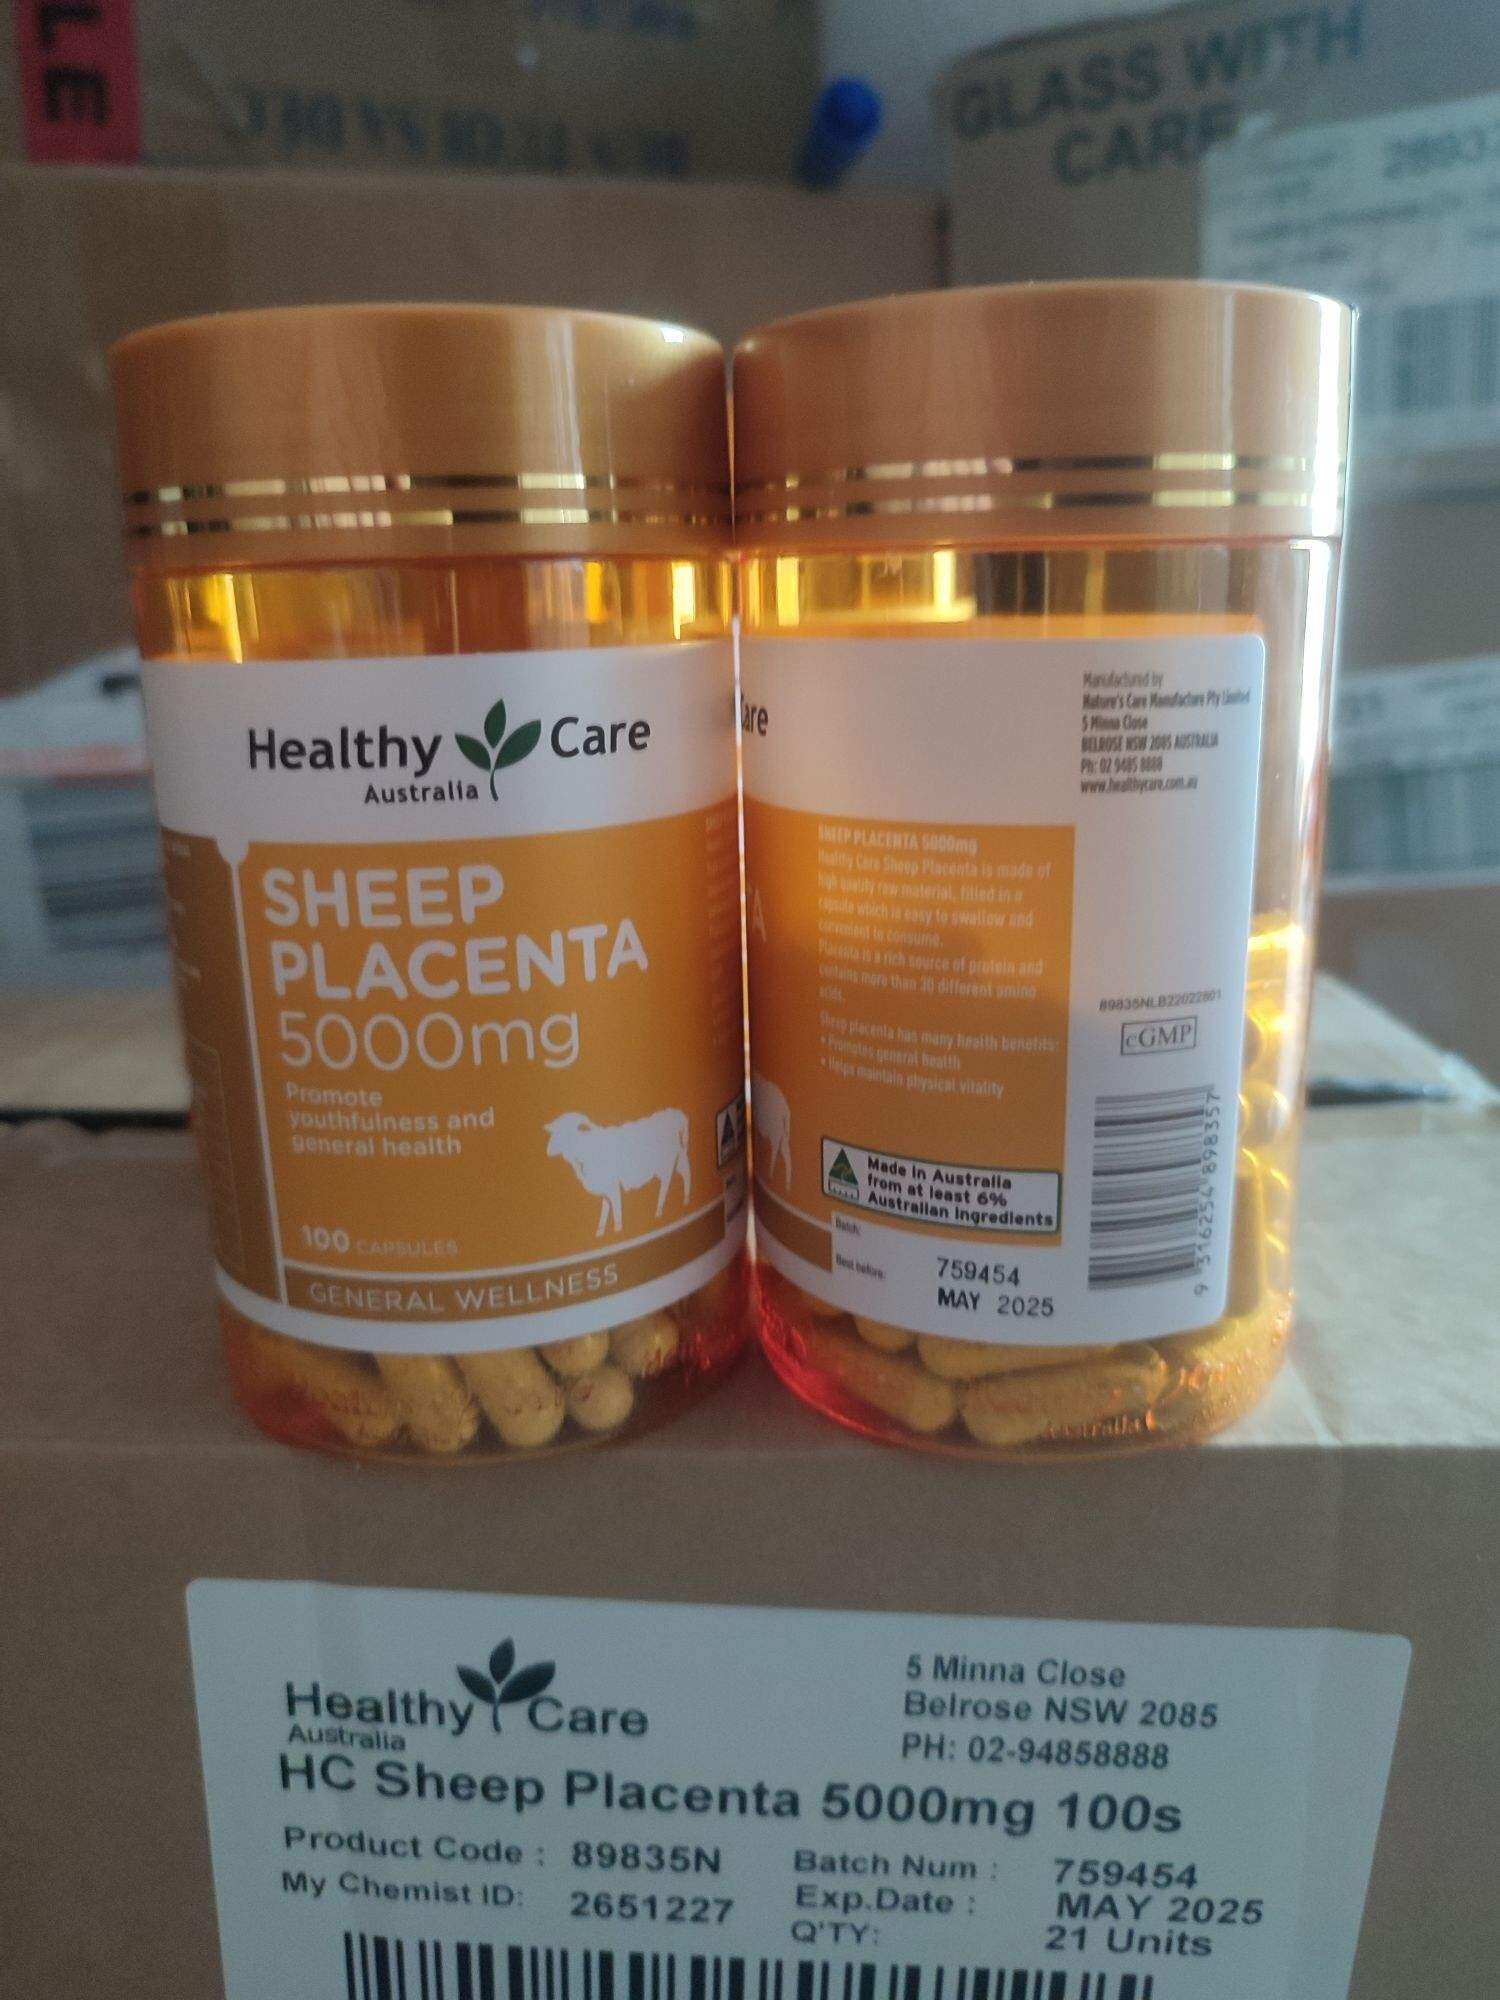 GLASS WITH
CARE
Healthy Care
Australia
SHEEP
PLACENTA
5000mg
Promote
youthfulness and
general health
100 CAPSULES
GENERAL WELLNESS
Care
Manufactured by
Nature's Care Manufacture Pty Limited
5 Minna Close
BELROSE NSW 2085 AUSTRALIA
Ph: 02 9485 8888
www.healthycare.com.au
SHEEP PLACENTA 5000mg
Healthy Care Sheep Placenta is made of
high quality raw material, filled in a
capsule which is easy to swallow and
convenient to consume.
Placenta is a rich source of protein and
contains more than 30 different amino
acids.
Sheep placenta has many health benefits:
• Promotes general health
• Helps maintain physical vitality
89835NLB22022801
cGMP
Made in Australia
from at least 6%
Australian ingredients
Batch: 759454
Best before: MAY 2025
9 316254 898357
Healthy Care
Australia
5 Minna Close
Belrose NSW 2085
PH: 02-94858888
HC Sheep Placenta 5000mg 100s
Product Code : 89835N
My Chemist ID: 2651227
Batch Num : 759454
Exp.Date : MAY 2025
Q'TY: 21 Units